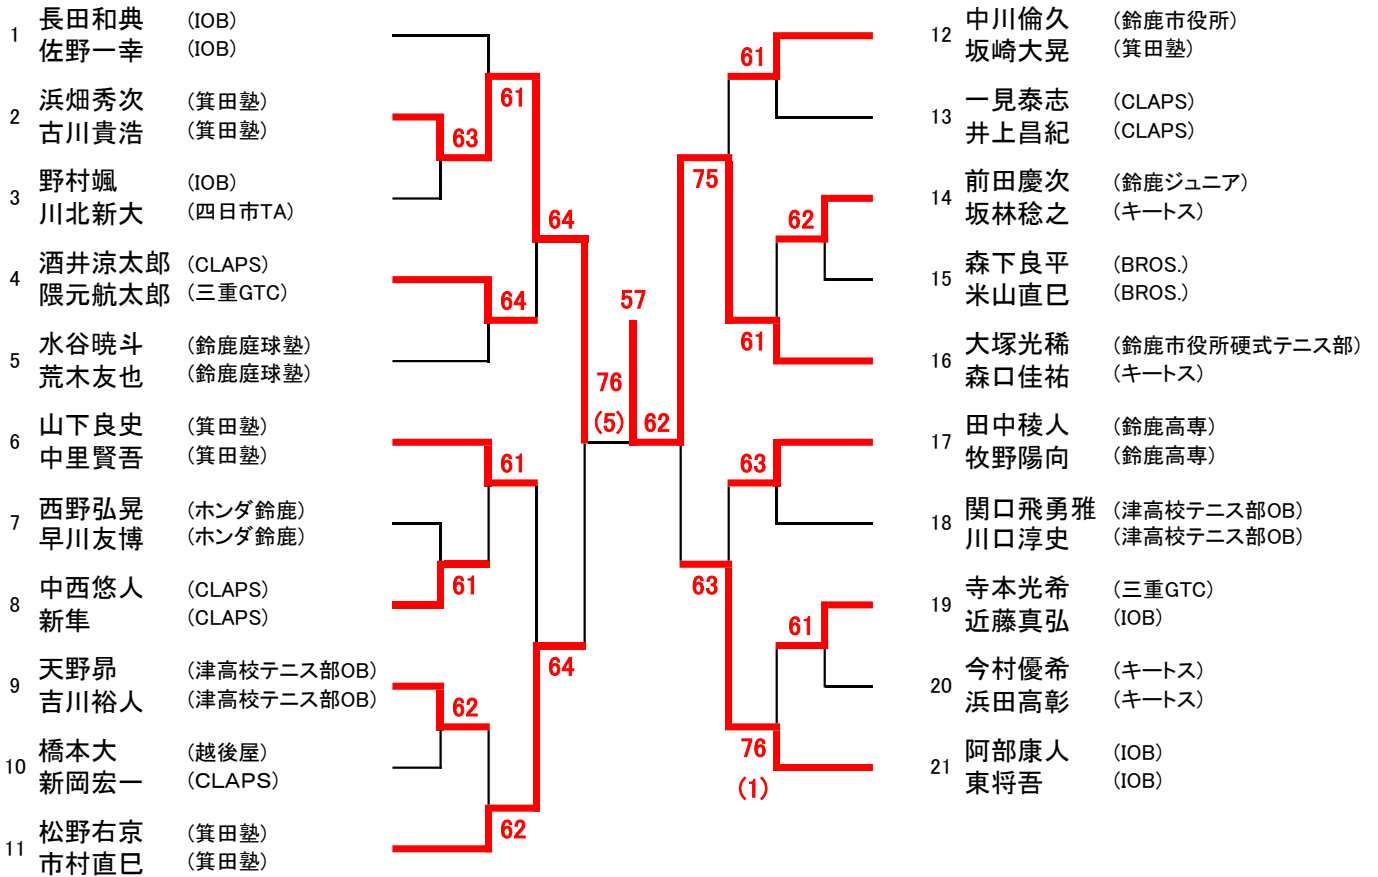 1 長田和典 (IOB)
佐野一幸 (IOB)
2 浜畑秀次 (箕田塾)
古川貴浩 (箕田塾)
3 野村颯 (IOB)
川北新大 (四日市TA)
4 酒井涼太郎 (CLAPS)
隈元航太郎 (三重GTC)
5 水谷暁斗 (鈴鹿庭球塾)
荒木友也 (鈴鹿庭球塾)
6 山下良史 (箕田塾)
中里賢吾 (箕田塾)
7 西野弘晃 (ホンダ鈴鹿)
早川友博 (ホンダ鈴鹿)
8 中西悠人 (CLAPS)
新隼 (CLAPS)
9 天野昴 (津高校テニス部OB)
吉川裕人 (津高校テニス部OB)
10 橋本大 (越後屋)
新岡宏一 (CLAPS)
11 松野右京 (箕田塾)
市村直巳 (箕田塾)
61
63
64
64
61
61
64
62
62
76
(5)
57
62
75
63
61
62
61
63
61
76
(1)
12 中川倫久 (鈴鹿市役所)
坂崎大晃 (箕田塾)
13 一見泰志 (CLAPS)
井上昌紀 (CLAPS)
14 前田慶次 (鈴鹿ジュニア)
坂林稔之 (キートス)
15 森下良平 (BROS.)
米山直巳 (BROS.)
16 大塚光稀 (鈴鹿市役所硬式テニス部)
森口佳祐 (キートス)
17 田中稜人 (鈴鹿高専)
牧野陽向 (鈴鹿高専)
18 関口飛勇雅 (津高校テニス部OB)
川口淳史 (津高校テニス部OB)
19 寺本光希 (三重GTC)
近藤真弘 (IOB)
20 今村優希 (キートス)
浜田高彰 (キートス)
21 阿部康人 (IOB)
東将吾 (IOB)